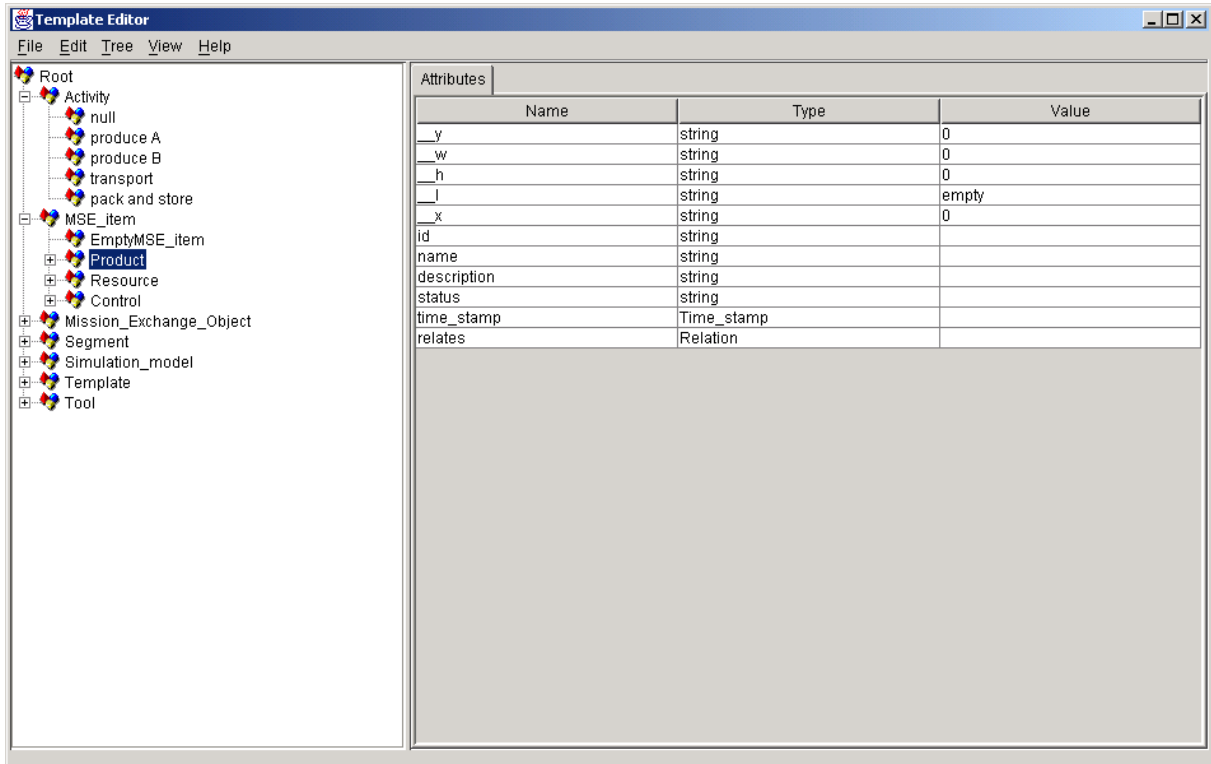 Template Editor
File Edit Tree View Help
Root
Activity
null
produce A
produce B
transport
pack and store
MSE_item
EmptyMSE_item
Product
Resource
Control
Mission_Exchange_Object
Segment
Simulation_model
Template
Tool
Attributes
Name Type Value
__y string 0
__w string 0
__h string 0
__l string empty
__x string 0
id string
name string
description string
status string
time_stamp Time_stamp
relates Relation